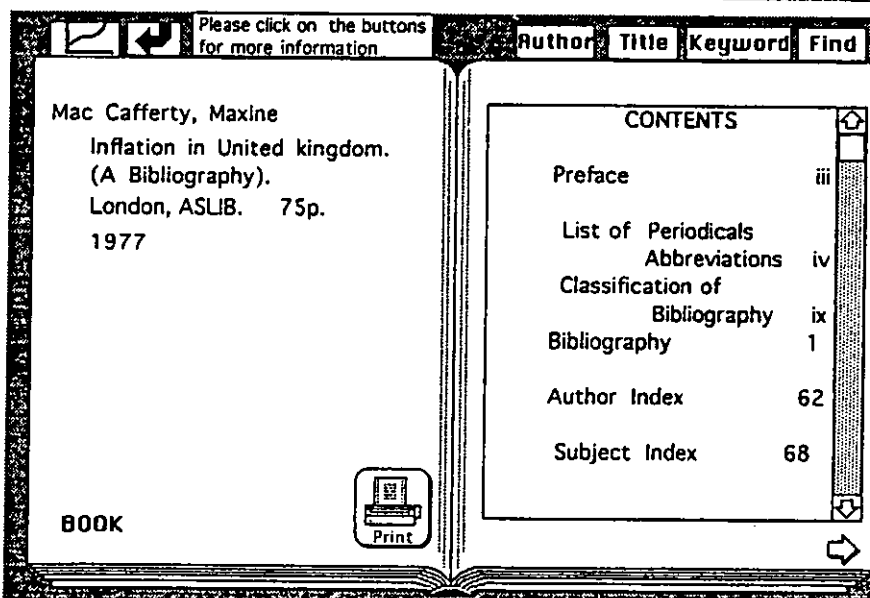 Please click on the buttons
for more information
Author Title Keyword Find
Mac Cafferty, Maxine
Inflation in United kingdom.
(A Bibliography).
London, ASLIB. 75p.
1977
BOOK
Print
CONTENTS
Preface iii
List of Periodicals
Abbreviations iv
Classification of
Bibliography ix
Bibliography 1
Author Index 62
Subject Index 68